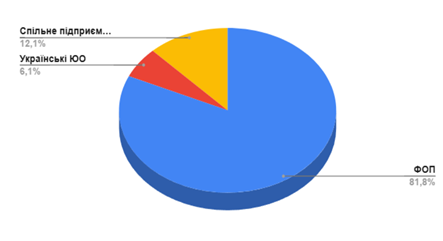 Спільне підприєм...
12,1%
Українські ЮО
6,1%
ФОП
81,8%